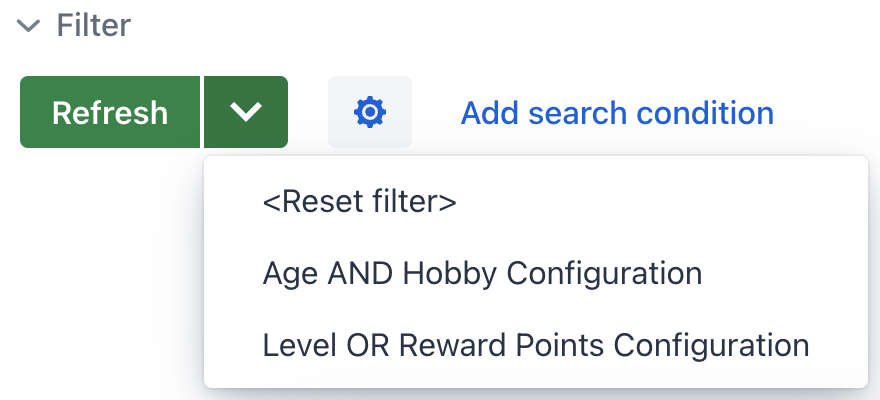 Filter
Refresh
Add search condition
<Reset filter>
Age AND Hobby Configuration
Level OR Reward Points Configuration